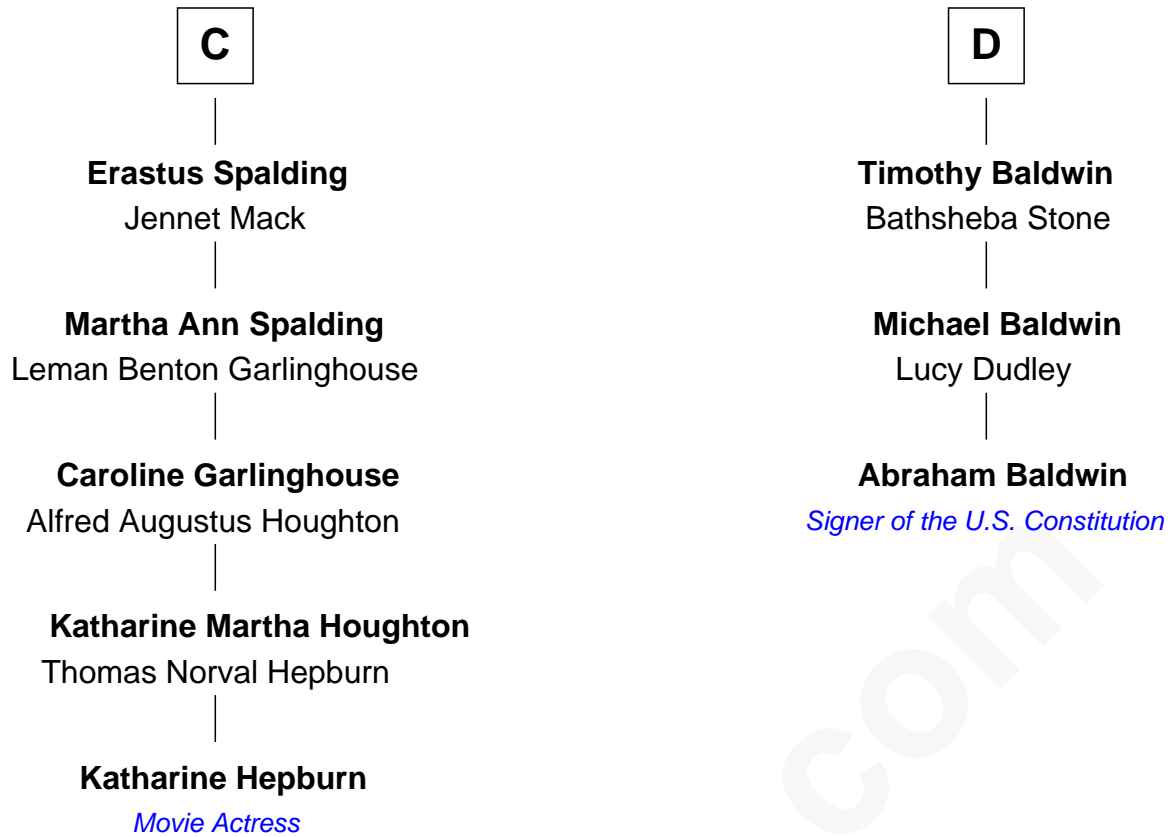 C
Erastus Spalding
Jennet Mack
Martha Ann Spalding
Leman Benton Garlinghouse
Caroline Garlinghouse
Alfred Augustus Houghton
Katharine Martha Houghton
Thomas Norval Hepburn
Katharine Hepburn
Movie Actress
D
Timothy Baldwin
Bathsheba Stone
Michael Baldwin
Lucy Dudley
Abraham Baldwin
Signer of the U.S. Constitution
com